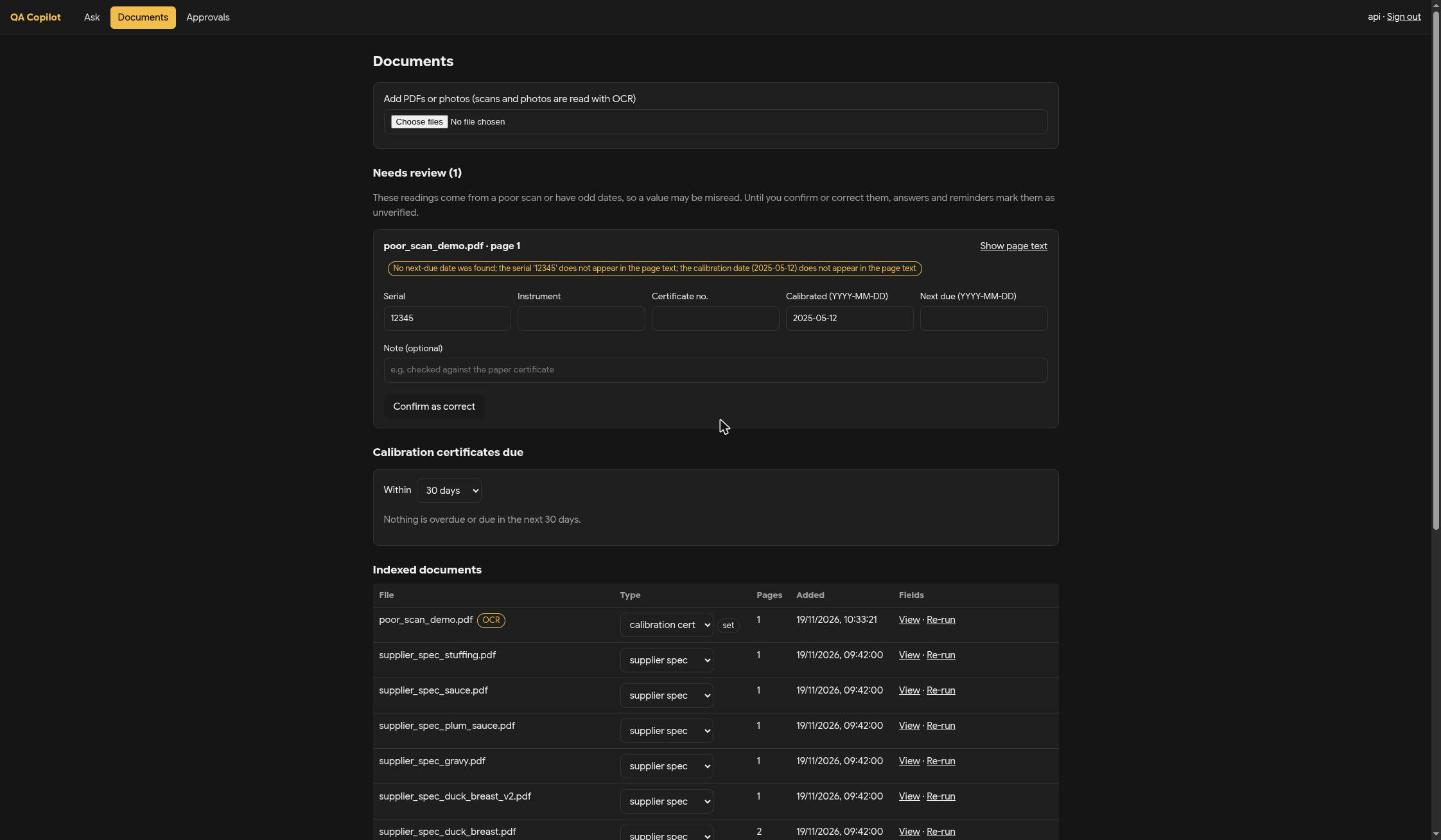 QA Copilot Ask Documents Approvals api · Sign out
Documents
Add PDFs or photos (scans and photos are read with OCR)
Choose files No file chosen
Needs review (1)
These readings come from a poor scan or have odd dates, so a value may be misread. Until you confirm or correct them, answers and reminders mark them as
unverified.
poor_scan_demo.pdf · page 1 Show page text
No next-due date was found; the serial '12345' does not appear in the page text; the calibration date (2025-05-12) does not appear in the page text
Serial Instrument Certificate no. Calibrated (YYYY-MM-DD) Next due (YYYY-MM-DD)
12345 2025-05-12
Note (optional)
e.g. checked against the paper certificate
Confirm as correct
Calibration certificates due
Within 30 days
Nothing is overdue or due in the next 30 days.
Indexed documents
File Type Pages Added Fields
poor_scan_demo.pdf OCR calibration cert set 1 19/11/2026, 10:33:21 View · Re-run
supplier_spec_stuffing.pdf supplier spec 1 19/11/2026, 09:42:00 View · Re-run
supplier_spec_sauce.pdf supplier spec 1 19/11/2026, 09:42:00 View · Re-run
supplier_spec_plum_sauce.pdf supplier spec 1 19/11/2026, 09:42:00 View · Re-run
supplier_spec_gravy.pdf supplier spec 1 19/11/2026, 09:42:00 View · Re-run
supplier_spec_duck_breast_v2.pdf supplier spec 1 19/11/2026, 09:42:00 View · Re-run
supplier_spec_duck_breast.pdf supplier spec 2 19/11/2026, 09:42:00 View · Re-run